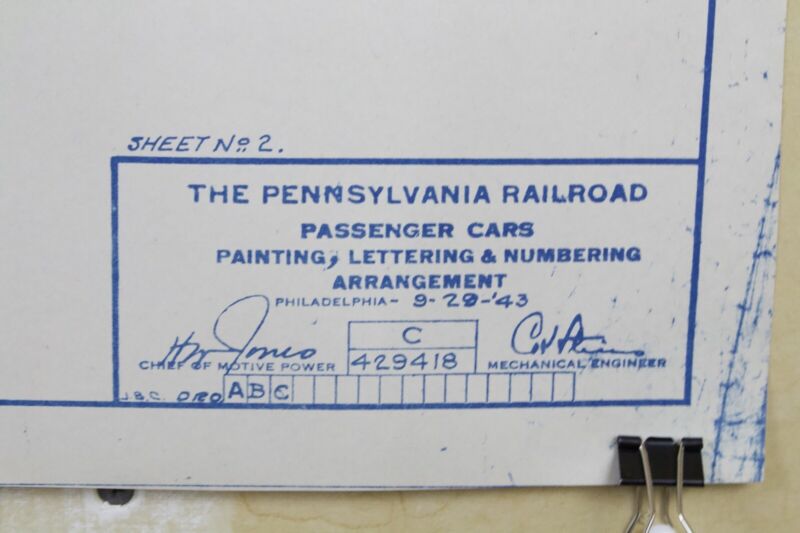 SHEET Nº 2.
THE PENNSYLVANIA RAILROAD
PASSENGER CARS
PAINTING, LETTERING & NUMBERING
ARRANGEMENT
PHILADELPHIA - 9-29-'43
C
429418
CHIEF OF MOTIVE POWER
MECHANICAL ENGINEER
J.B.C. A B C